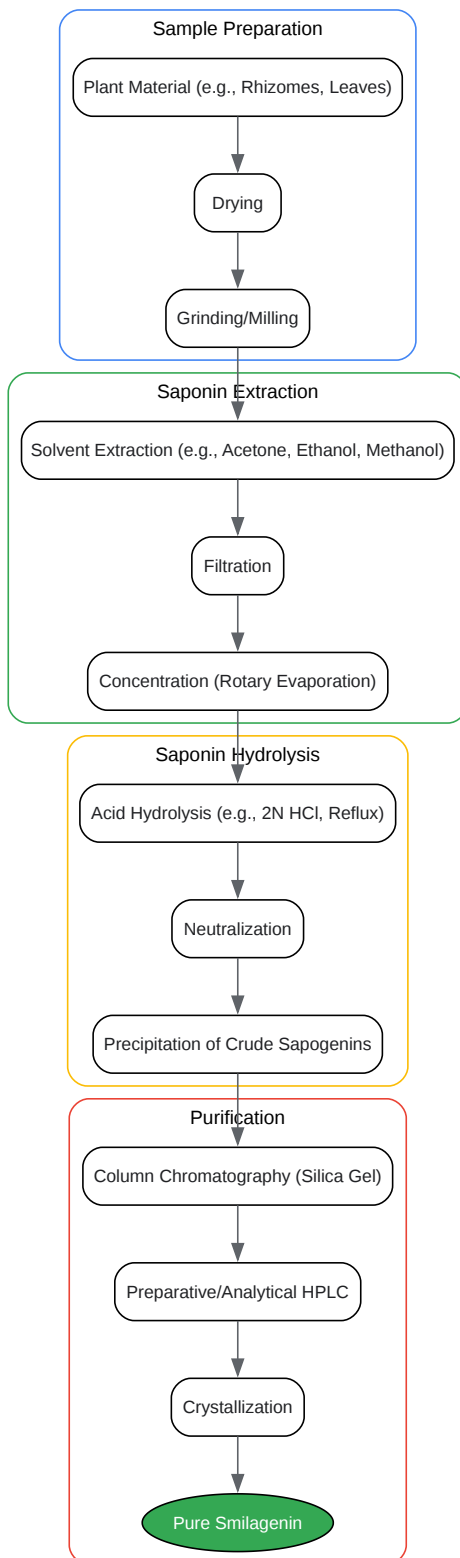 Sample Preparation
Plant Material (e.g., Rhizomes, Leaves)
Drying
Grinding/Milling
Saponin Extraction
Solvent Extraction (e.g., Acetone, Ethanol, Methanol)
Filtration
Concentration (Rotary Evaporation)
Saponin Hydrolysis
Acid Hydrolysis (e.g., 2N HCl, Reflux)
Neutralization
Precipitation of Crude Sapogenins
Purification
Column Chromatography (Silica Gel)
Preparative/Analytical HPLC
Crystallization
Pure Smilagenin